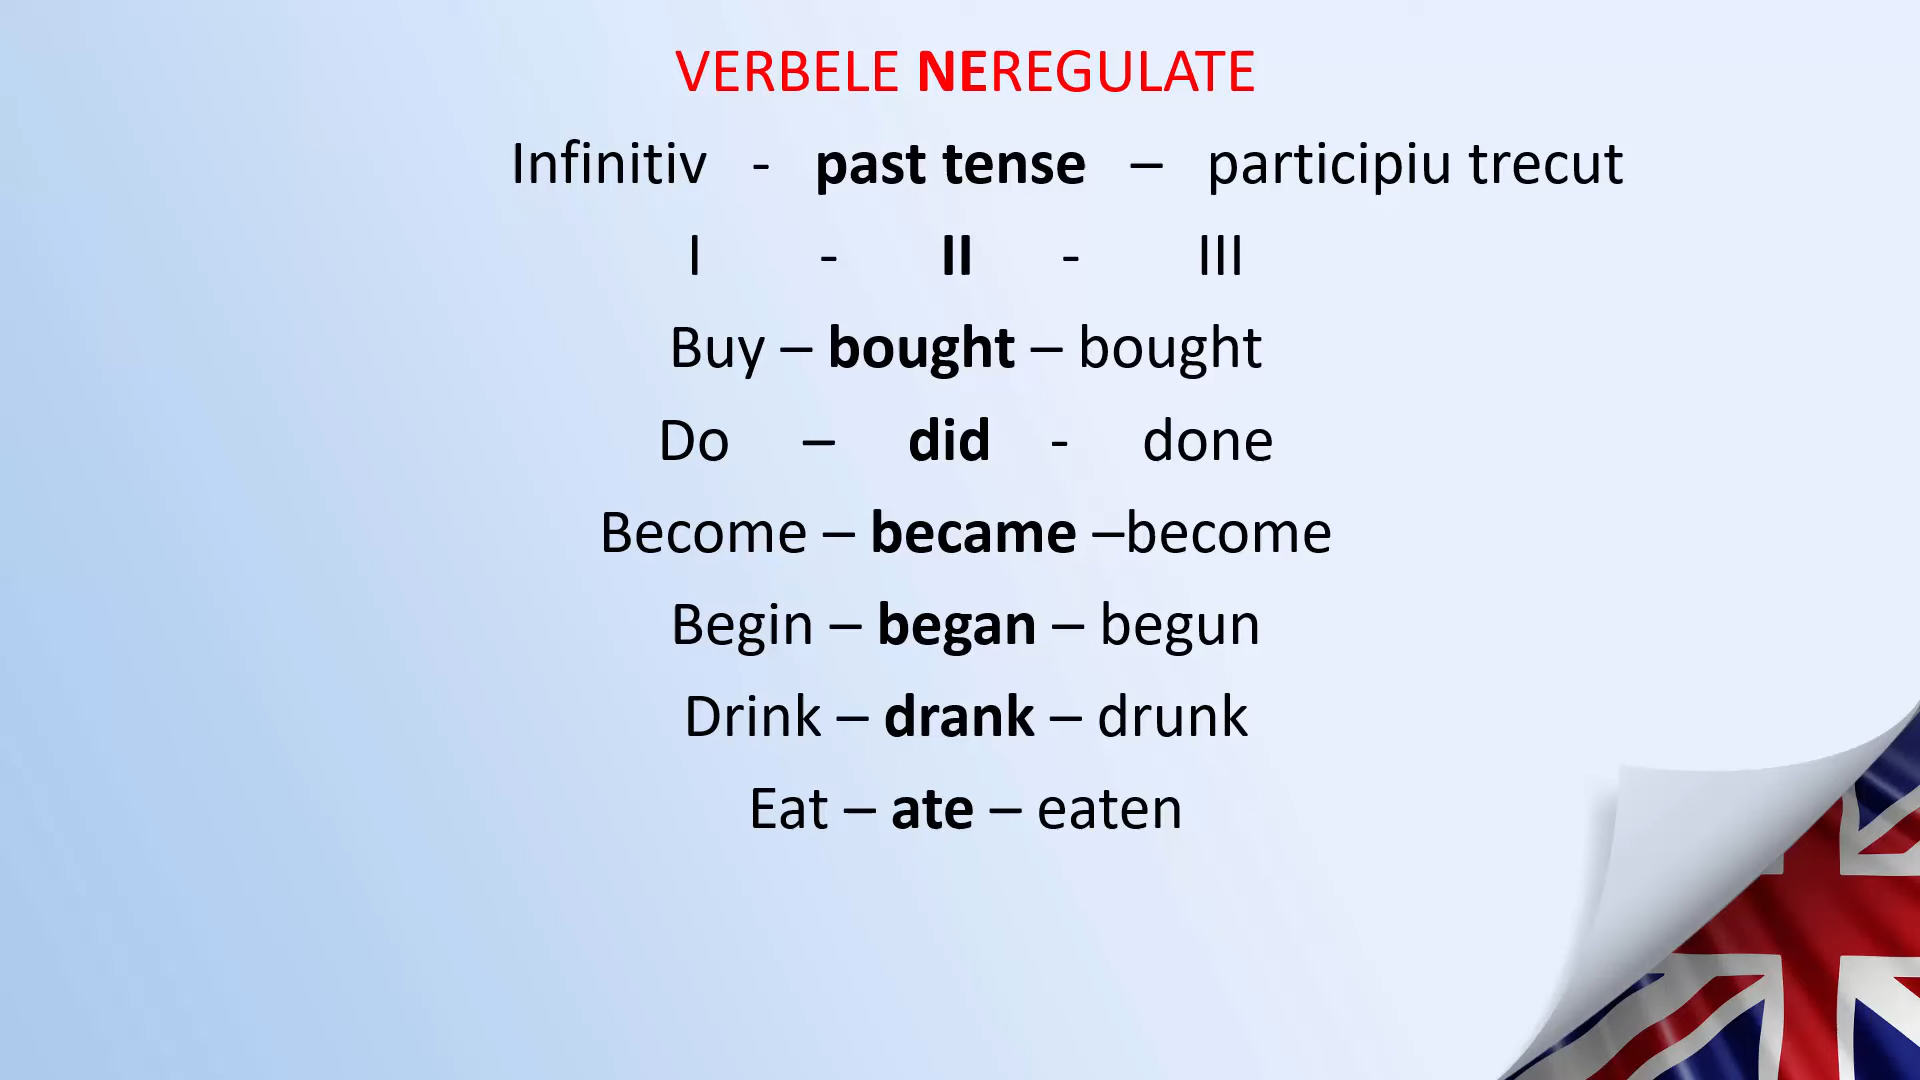 VERBELE NEREGULATE
Infinitiv - past tense – participiu trecut
I - II - III
Buy – bought – bought
Do – did - done
Become – became –become
Begin – began – begun
Drink – drank – drunk
Eat – ate – eaten